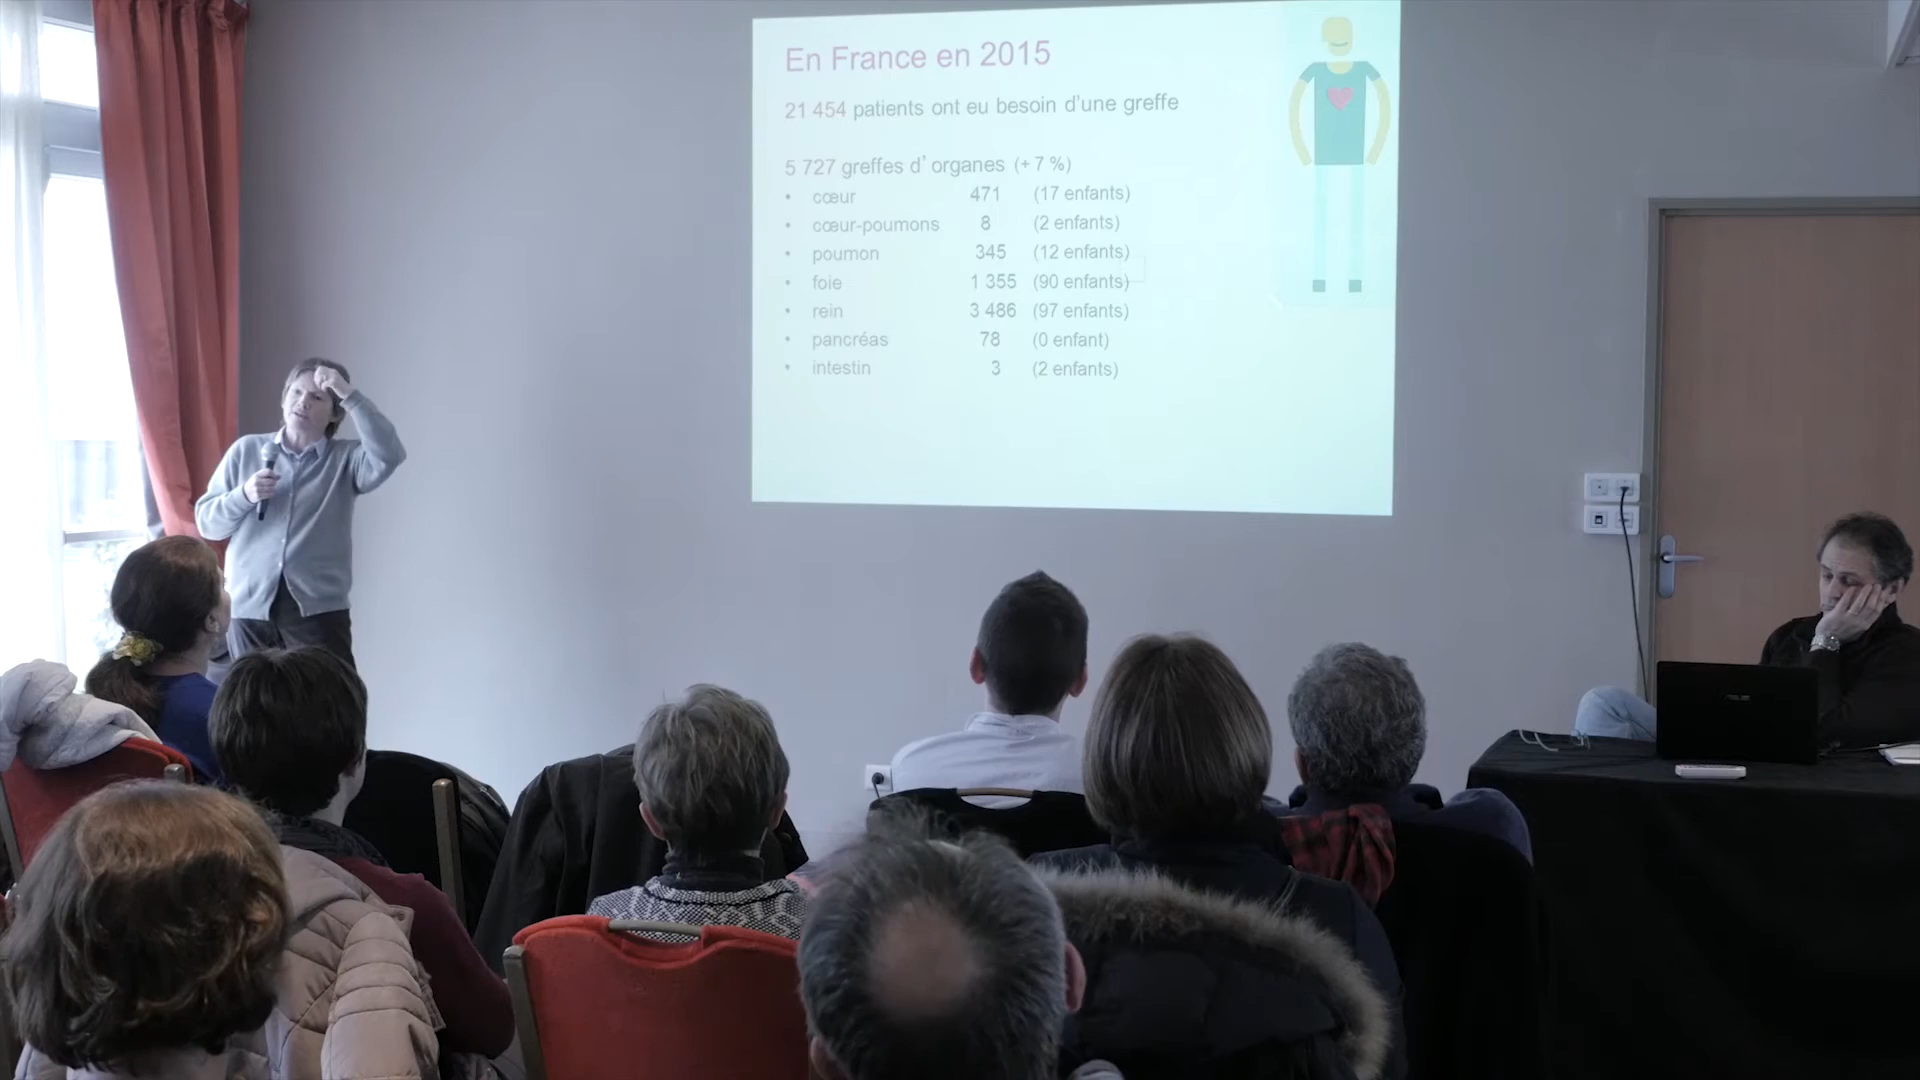 En France en 2015
21 454 patients ont eu besoin d’une greffe
5 727 greffes d’ organes (+ 7 %)
• cœur 471 (17 enfants)
• cœur-poumons 8 (2 enfants)
• poumon 345 (12 enfants)
• foie 1 355 (90 enfants)
• rein 3 486 (97 enfants)
• pancréas 78 (0 enfant)
• intestin 3 (2 enfants)